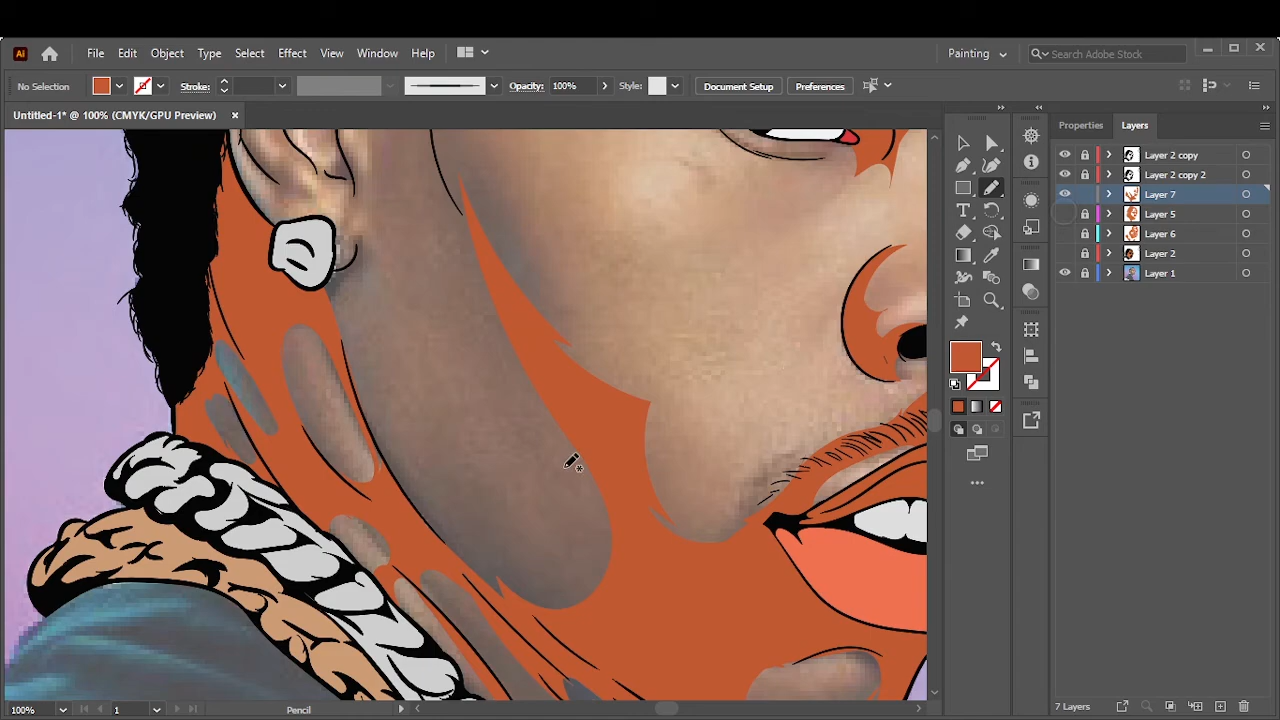 Ai File Edit Object Type Select Effect View Window Help Painting Search Adobe Stock
No Selection Stroke: Opacity: 100% Style: Document Setup Preferences
Untitled-1* @ 100% (CMYK/GPU Preview) Properties Layers
Layer 2 copy
Layer 2 copy 2
Layer 7
Layer 5
Layer 6
Layer 2
Layer 1
100% 1 Pencil 7 Layers